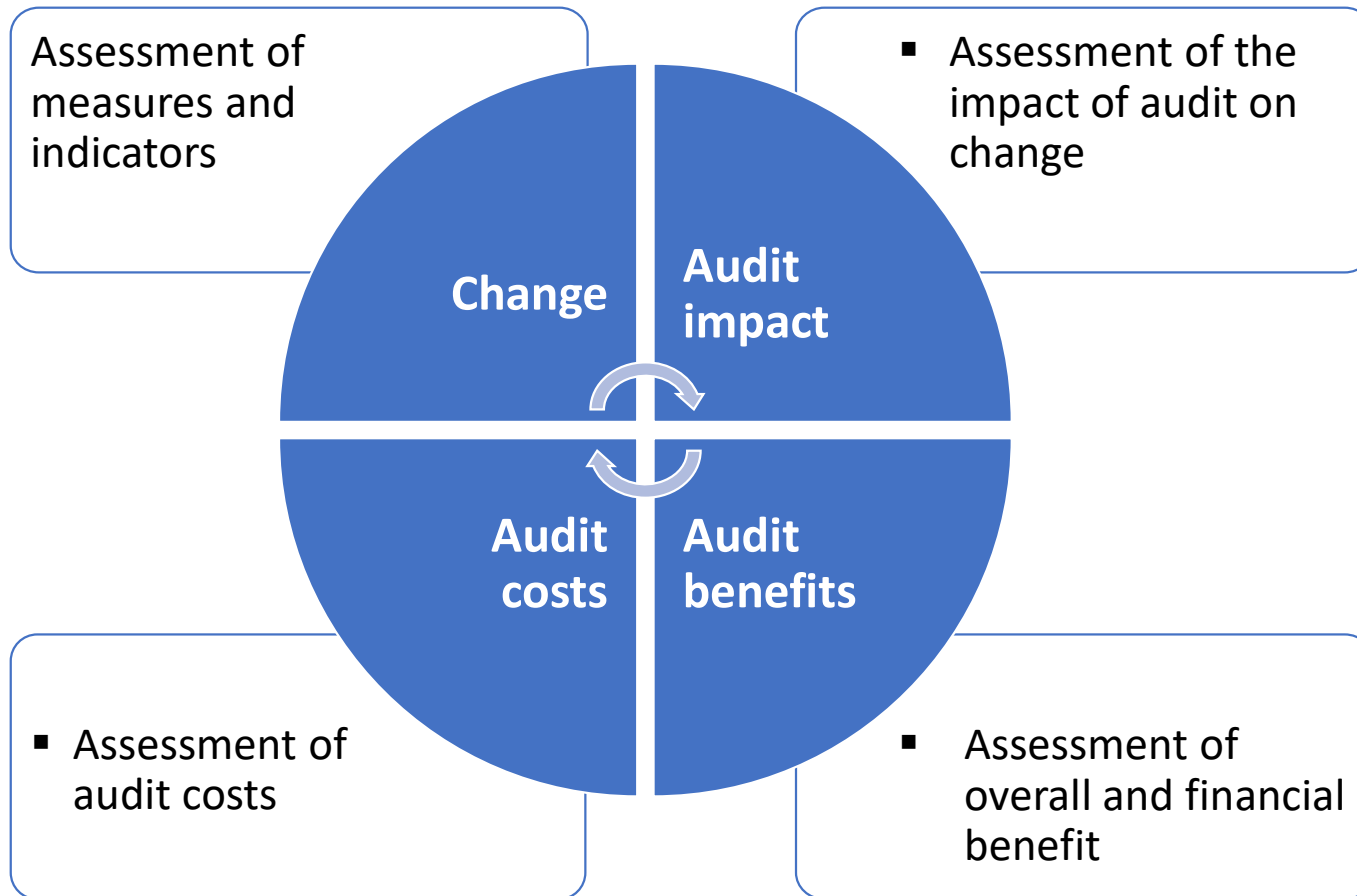 Assessment of
measures and
indicators
▪ Assessment of the
impact of audit on
change
Change
Audit
impact
Audit
costs
Audit
benefits
▪ Assessment of
audit costs
▪ Assessment of
overall and financial
benefit